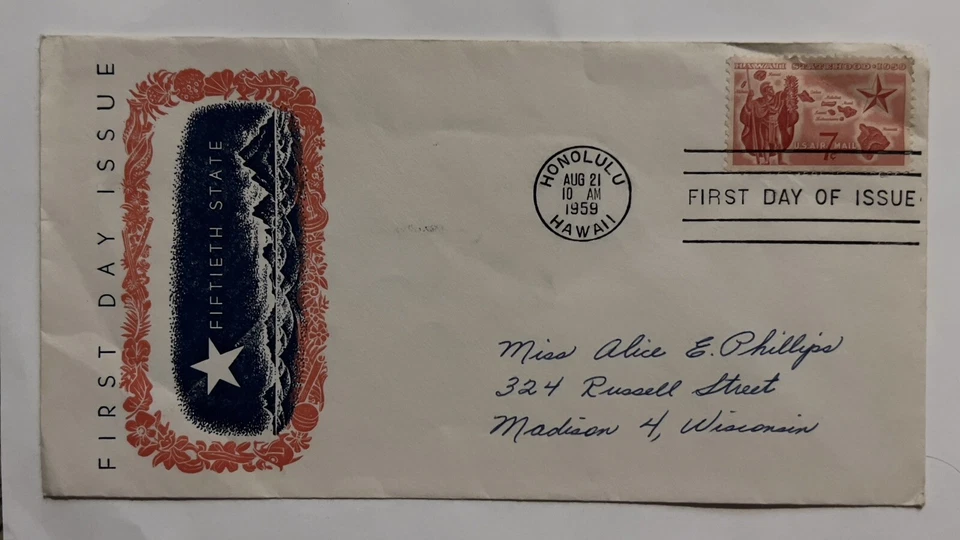 FIRST DAY ISSUE
FIFTIETH STATE
HONOLULU
AUG 21
10 AM
1959
HAWAII
HAWAII STATEHOOD·1959
U.S. AIR MAIL
7¢
FIRST DAY OF ISSUE
Miss Alice E. Phillips
324 Russell Street
Madison 4, Wisconsin